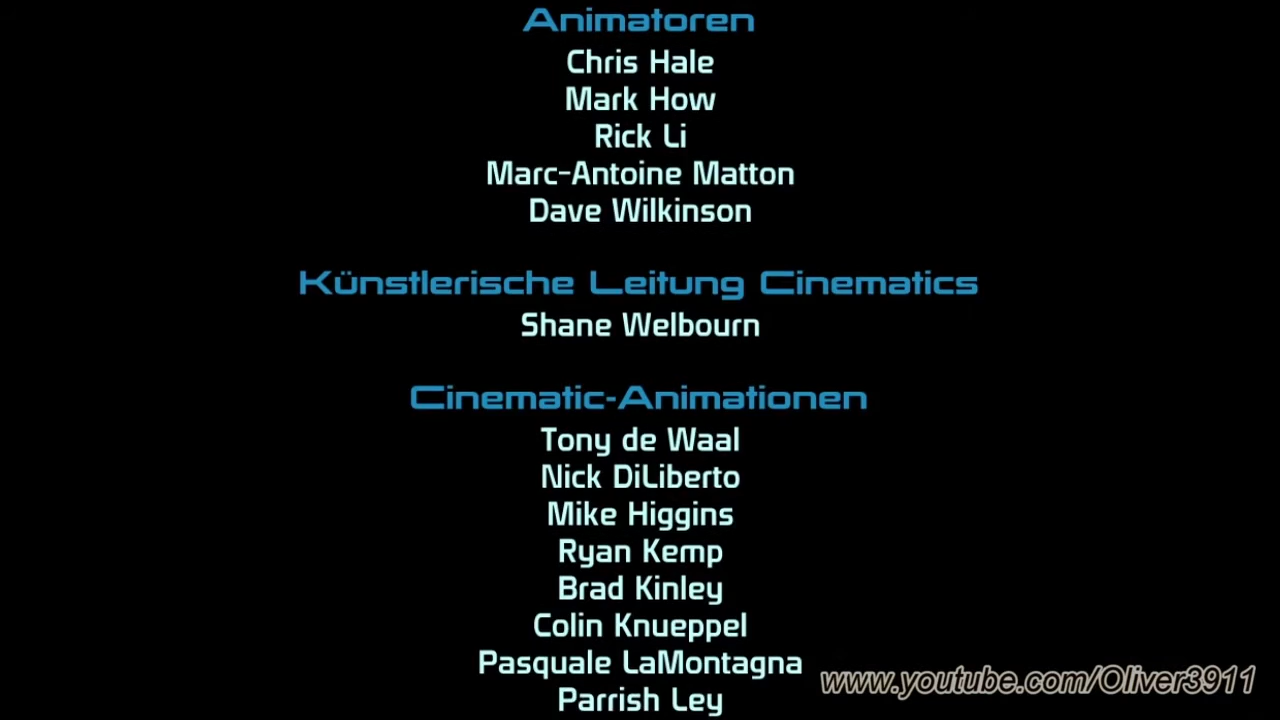 Animatoren
Chris Hale
Mark How
Rick Li
Marc-Antoine Matton
Dave Wilkinson
Künstlerische Leitung Cinematics
Shane Welbourn
Cinematic-Animationen
Tony de Waal
Nick DiLiberto
Mike Higgins
Ryan Kemp
Brad Kinley
Colin Knueppel
Pasquale LaMontagna
Parrish Ley
www.youtube.com/Oliver3911